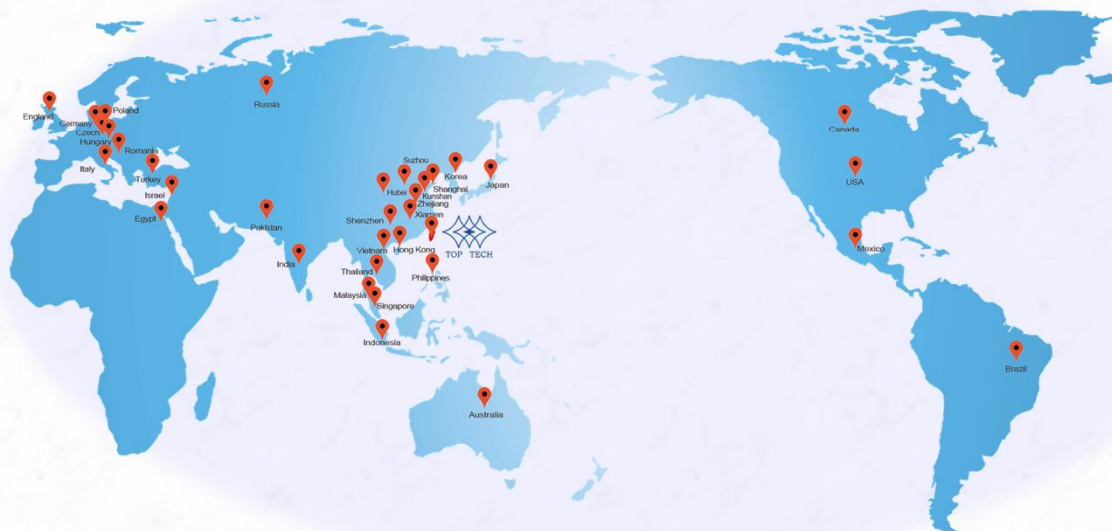 Russia
England
Poland
Germany
Czech
Hungary
Romania
Italy
Turkey
Israel
Egypt
Pakistan
India
Suzhou
Korea
Japan
Hubei
Shanghai
Kunshan
Zhejiang
Xiamen
Shenzhen
Hong Kong
Vietnam
TOP TECH
Thailand
Philippines
Malaysia
Singapore
Indonesia
Australia
Canada
USA
Mexico
Brazil